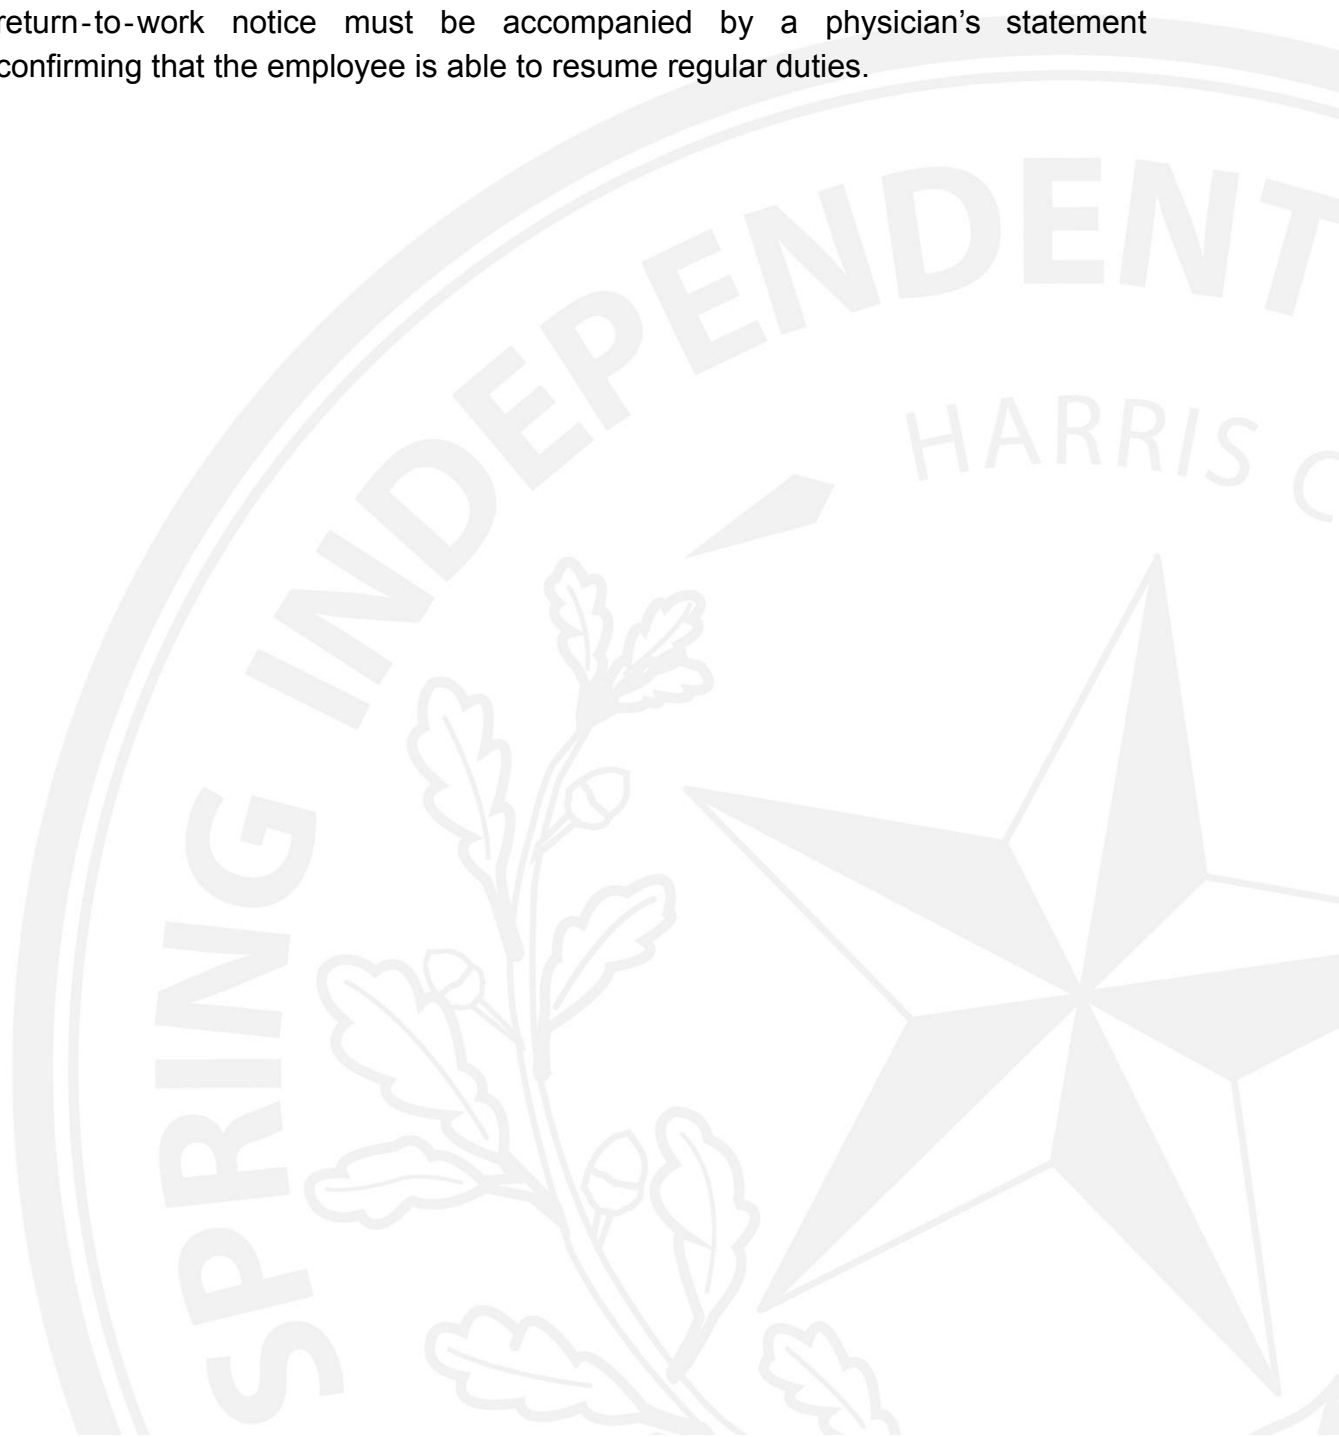 return-to-work notice must be accompanied by a physician’s statement
confirming that the employee is able to resume regular duties.
SPRING INDEPENDENT
HARRIS C